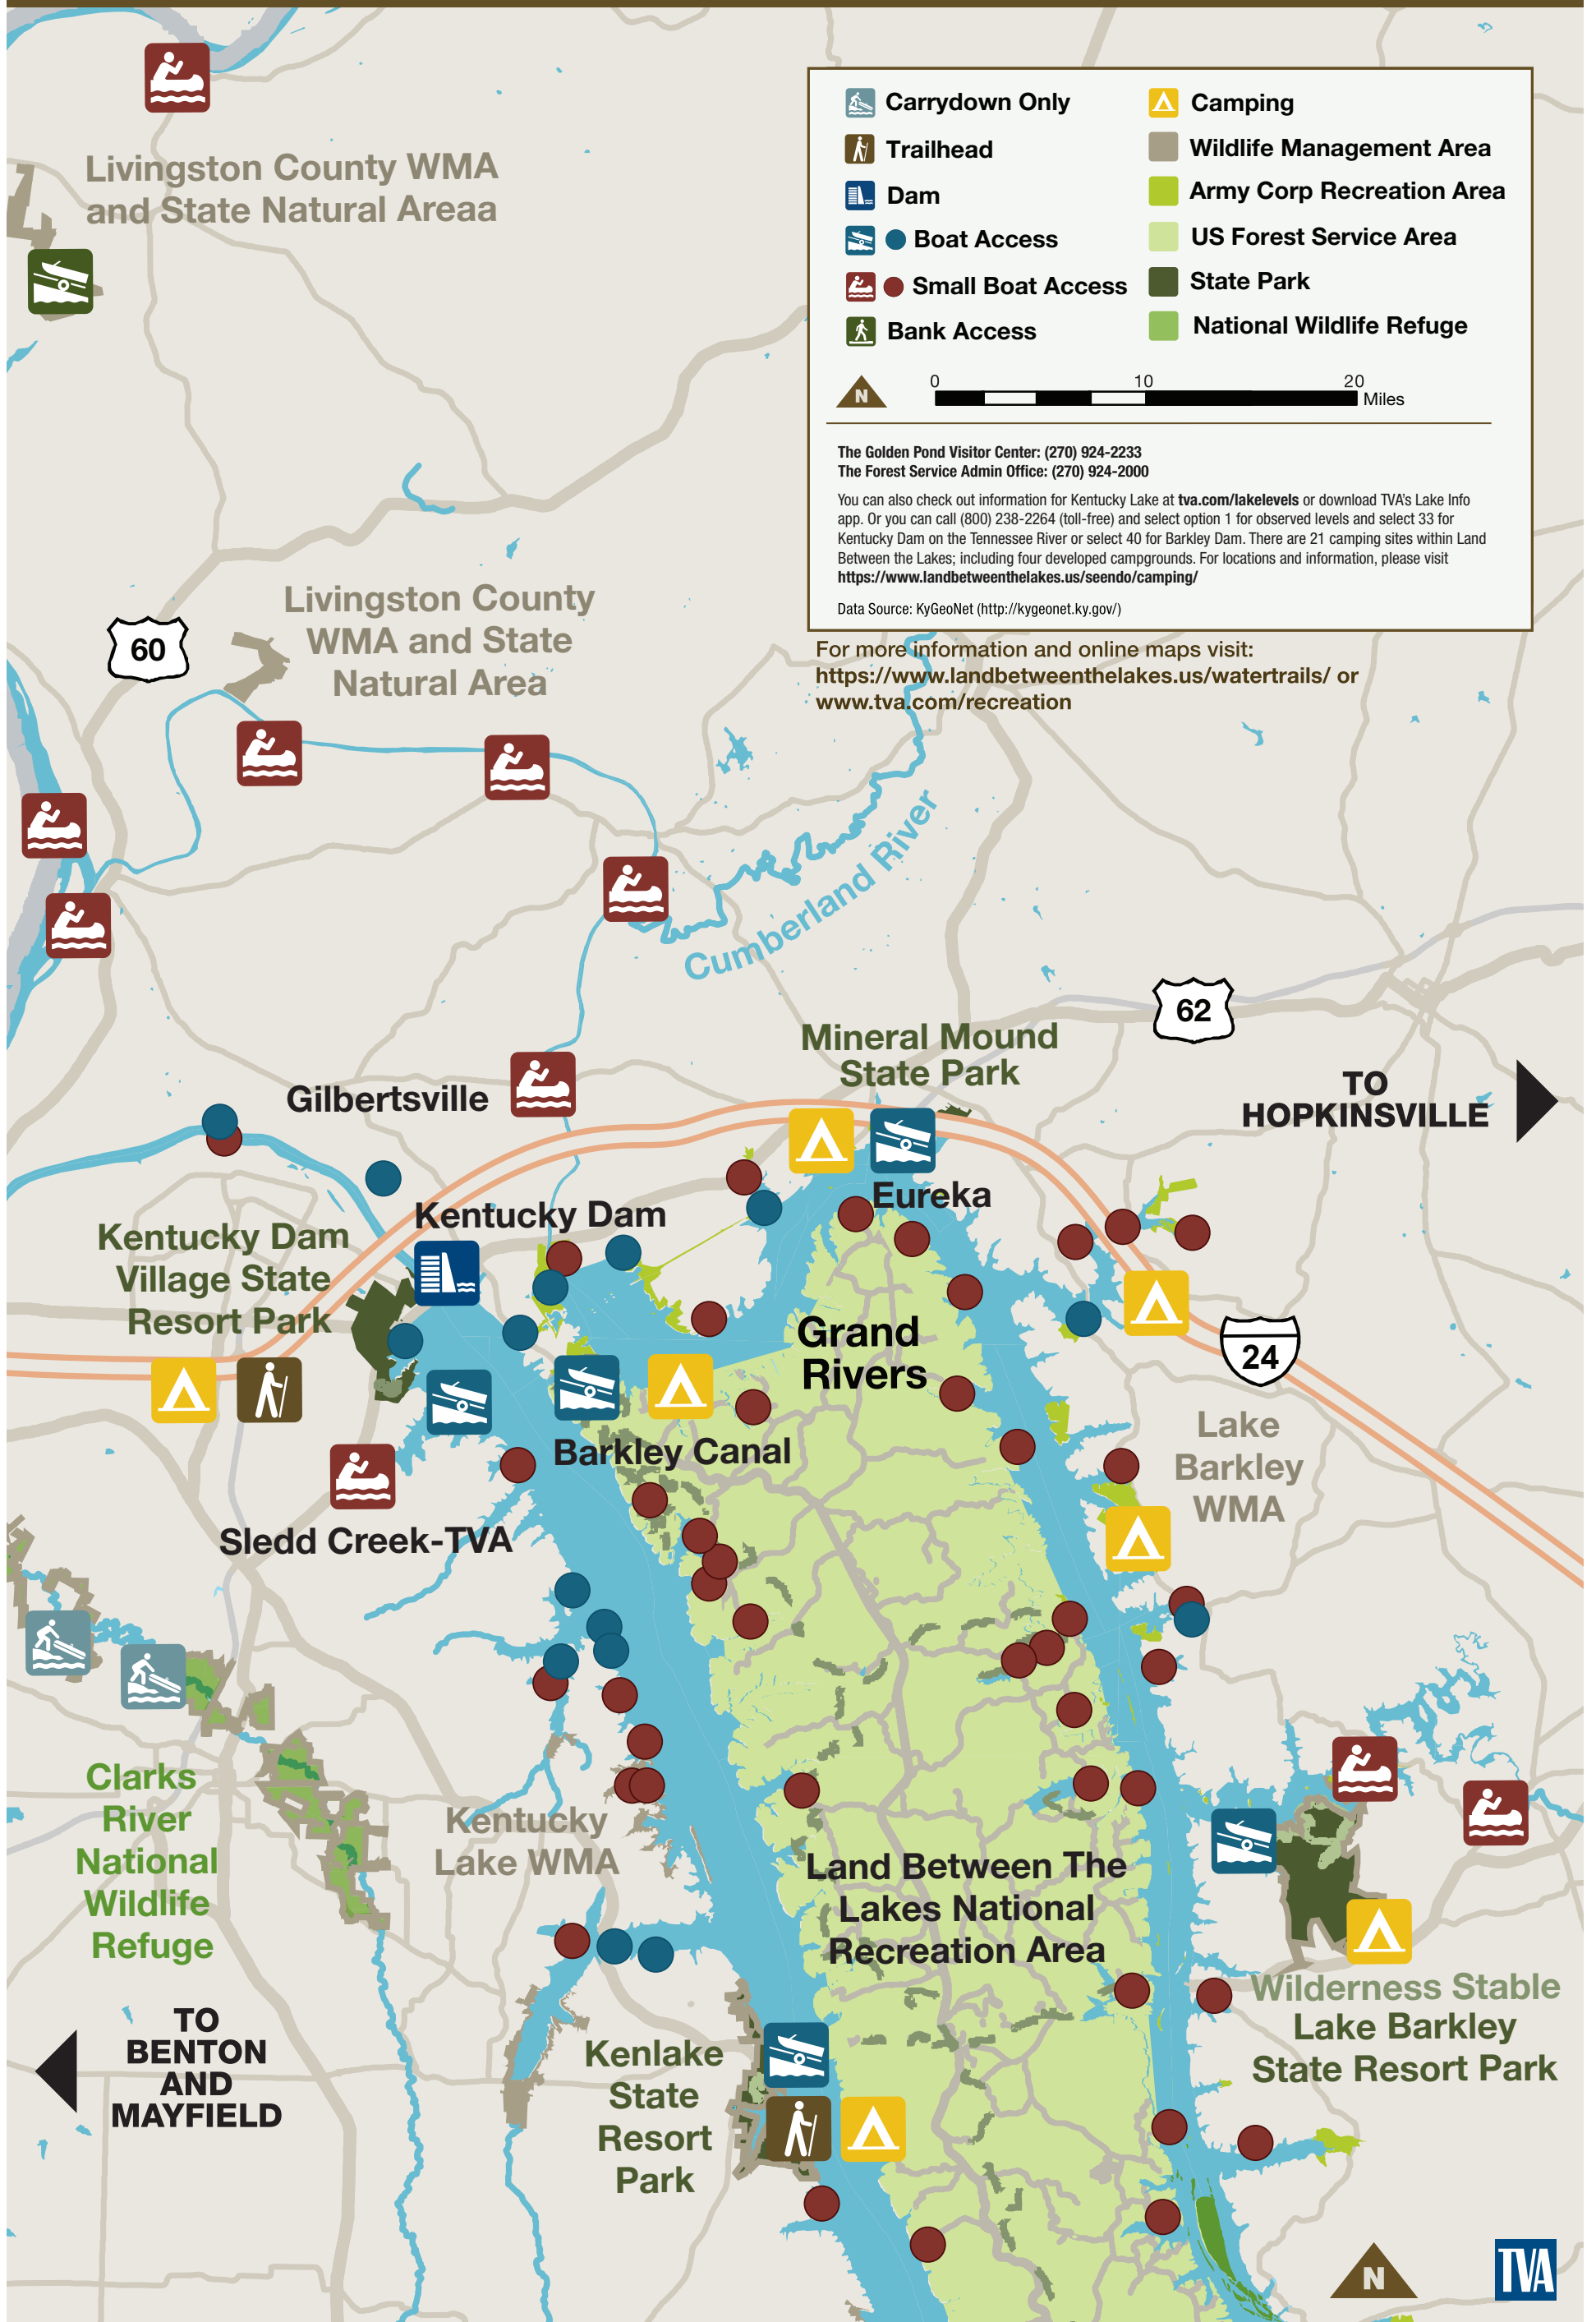 Livingston County WMA
and State Natural Areaa
Carrydown Only
Trailhead
Dam
Boat Access
Small Boat Access
Bank Access
Camping
Wildlife Management Area
Army Corp Recreation Area
US Forest Service Area
State Park
National Wildlife Refuge
N
0 10 20
Miles
The Golden Pond Visitor Center: (270) 924-2233
The Forest Service Admin Office: (270) 924-2000
You can also check out information for Kentucky Lake at tva.com/lakelevels or download TVA's Lake Info
app. Or you can call (800) 238-2264 (toll-free) and select option 1 for observed levels and select 33 for
Kentucky Dam on the Tennessee River or select 40 for Barkley Dam. There are 21 camping sites within Land
Between the Lakes; including four developed campgrounds. For locations and information, please visit
https://www.landbetweenthelakes.us/seendo/camping/
Data Source: KyGeoNet (http://kygeonet.ky.gov/)
For more information and online maps visit:
https://www.landbetweenthelakes.us/watertrails/ or
www.tva.com/recreation
60
Livingston County
WMA and State
Natural Area
Cumberland River
62
Mineral Mound
State Park
TO
HOPKINSVILLE
Gilbertsville
Eureka
Kentucky Dam
Kentucky Dam
Village State
Resort Park
Grand
Rivers
24
Lake
Barkley
WMA
Barkley Canal
Sledd Creek-TVA
Clarks
River
National
Wildlife
Refuge
Kentucky
Lake WMA
Land Between The
Lakes National
Recreation Area
Wilderness Stable
Lake Barkley
State Resort Park
TO
BENTON
AND
MAYFIELD
Kenlake
State
Resort
Park
N
TVA